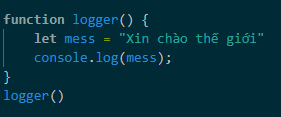 function logger() {
    let mess = "Xin chào thế giới"
    console.log(mess);
}
logger()